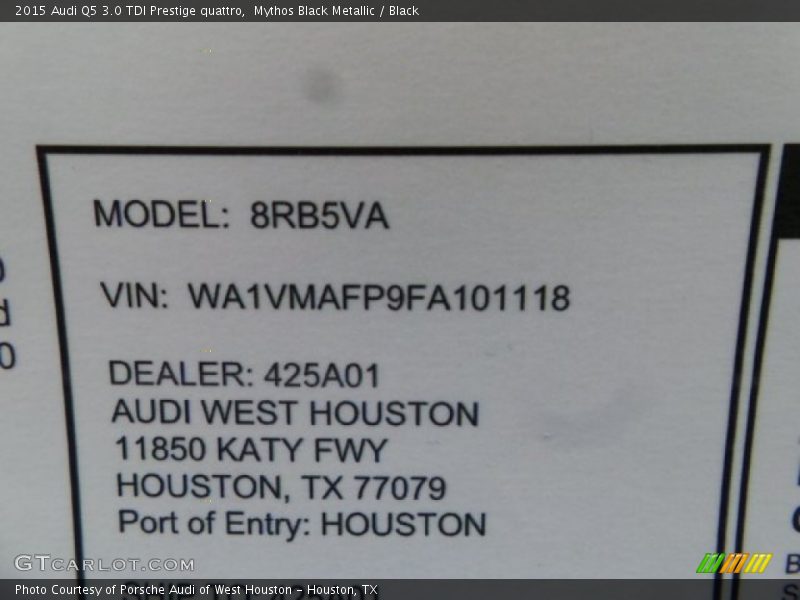 2015 Audi Q5 3.0 TDI Prestige quattro,  Mythos Black Metallic / Black
MODEL: 8RB5VA
VIN: WA1VMAFP9FA101118
DEALER: 425A01
AUDI WEST HOUSTON
11850 KATY FWY
HOUSTON, TX 77079
Port of Entry: HOUSTON
GTCARLOT.COM
Photo Courtesy of Porsche Audi of West Houston – Houston, TX